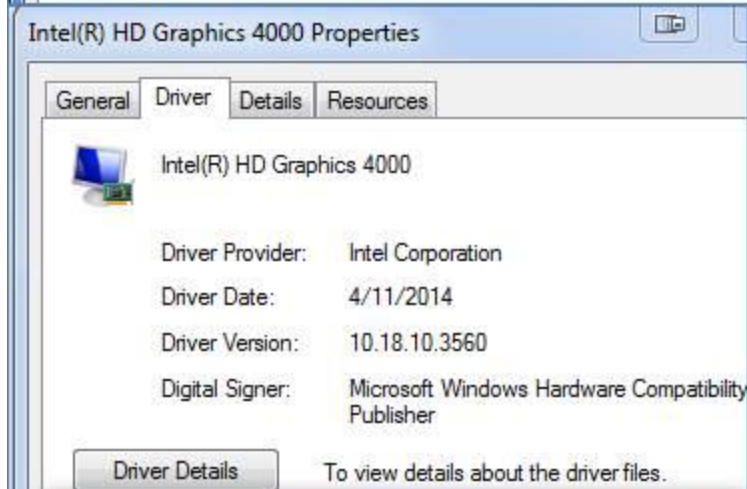 Intel(R) HD Graphics 4000 Properties
General Driver Details Resources
Intel(R) HD Graphics 4000
Driver Provider: Intel Corporation
Driver Date: 4/11/2014
Driver Version: 10.18.10.3560
Digital Signer: Microsoft Windows Hardware Compatibility
Publisher
Driver Details To view details about the driver files.